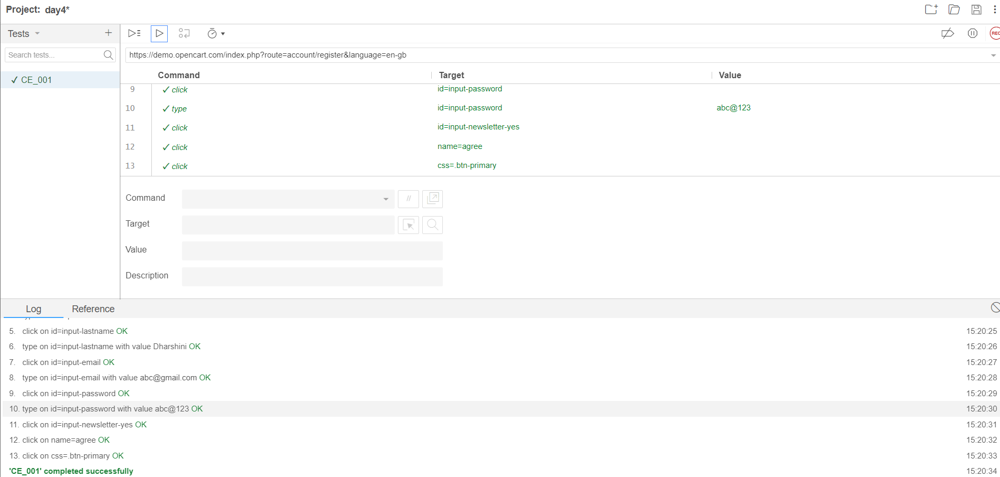 Project: day4*
Tests
+
Search tests...
✓ CE_001
REC
https://demo.opencart.com/index.php?route=account/register&language=en-gb
Command Target Value
9 ✓ click id=input-password
10 ✓ type id=input-password abc@123
11 ✓ click id=input-newsletter-yes
12 ✓ click name=agree
13 ✓ click css=.btn-primary
Command //
Target
Value
Description
Log Reference
5. click on id=input-lastname OK 15:20:25
6. type on id=input-lastname with value Dharshini OK 15:20:26
7. click on id=input-email OK 15:20:27
8. type on id=input-email with value abc@gmail.com OK 15:20:28
9. click on id=input-password OK 15:20:29
10. type on id=input-password with value abc@123 OK 15:20:30
11. click on id=input-newsletter-yes OK 15:20:31
12. click on name=agree OK 15:20:32
13. click on css=.btn-primary OK 15:20:33
'CE_001' completed successfully 15:20:34